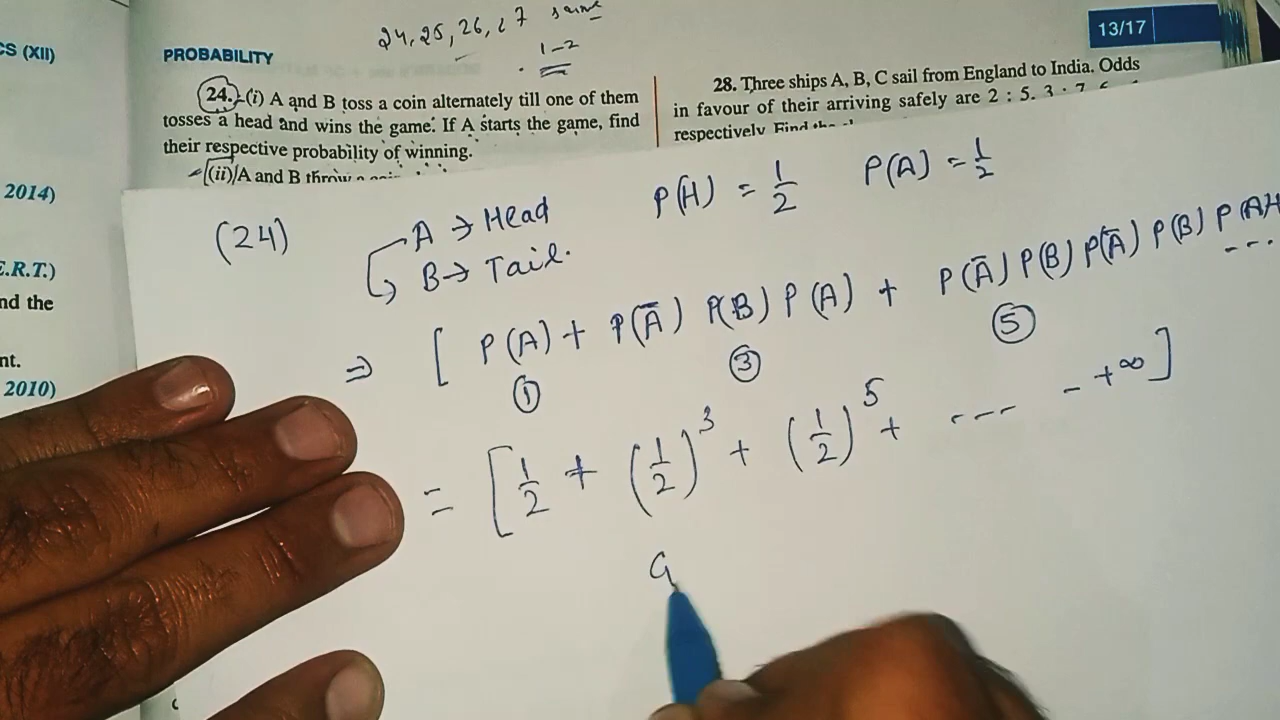 24, 25, 26, 27 same
1-2
CS (XII)
2014)
E.R.T.)
nd the
nt.
2010)
PROBABILITY
24. (i) A and B toss a coin alternately till one of them
tosses a head and wins the game. If A starts the game, find
their respective probability of winning.
(ii) A and B throw a
13/17
28. Three ships A, B, C sail from England to India. Odds
in favour of their arriving safely are 2 : 5. 3 : 7,
respectively. Find the
(24)
A → Head
B → Tail.
P(H) = 1/2
P(A) = 1/2
⇒ [ P(A) + P(Ā) P(B) P(A) + P(Ā) P(B) P(Ā) P(B) P(A)+ ---
① ③ ⑤
= [ 1/2 + (1/2)^3 + (1/2)^5 + --- - +∞ ]
G